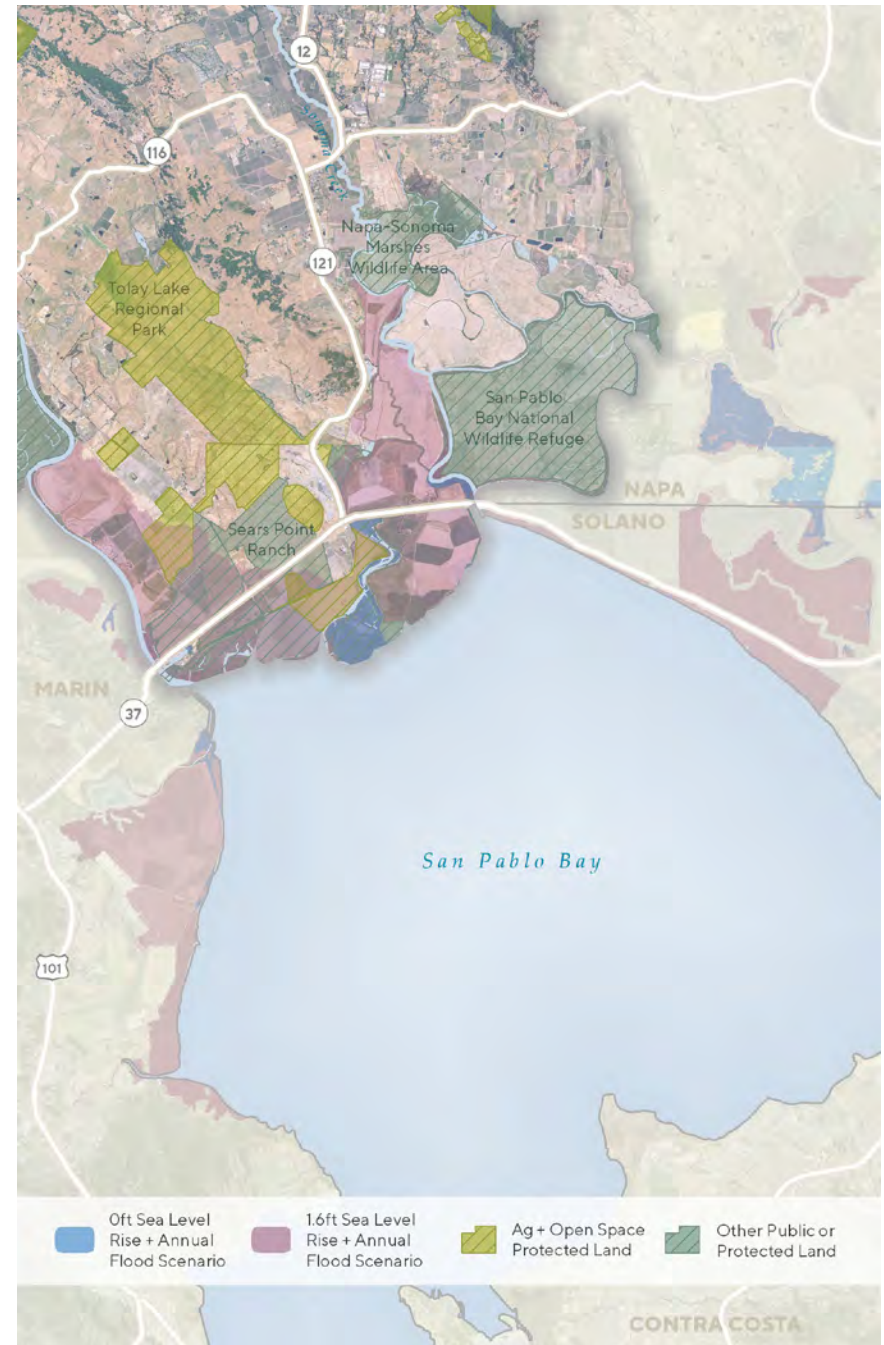 12
Sonoma Creek
116
Napa-Sonoma
Marshes
Wildlife Area
121
Tolay Lake
Regional
Park
San Pablo
Bay National
Wildlife Refuge
NAPA
SOLANO
Sears Point
Ranch
MARIN
37
San Pablo Bay
101
0ft Sea Level
Rise + Annual
Flood Scenario
1.6ft Sea Level
Rise + Annual
Flood Scenario
Ag + Open Space
Protected Land
Other Public or
Protected Land
CONTRA COSTA